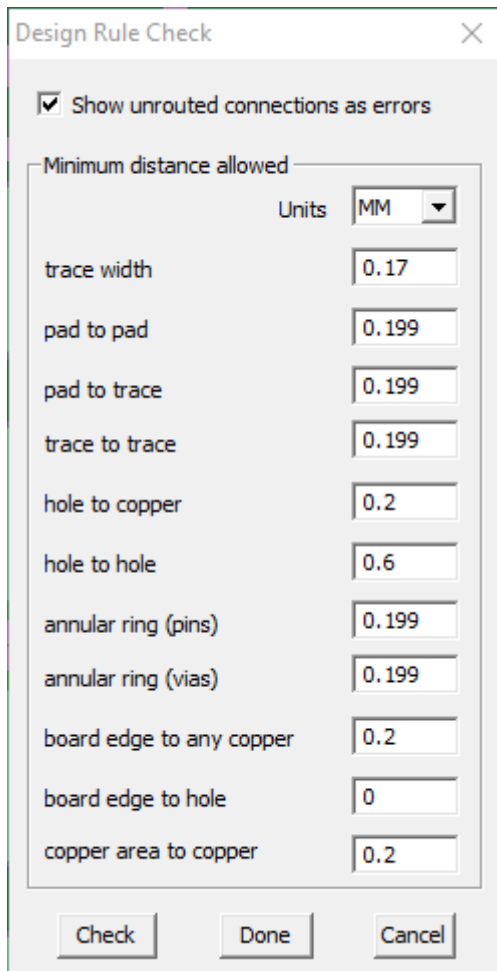 Design Rule Check
Show unrouted connections as errors
Minimum distance allowed
Units MM
trace width 0.17
pad to pad 0.199
pad to trace 0.199
trace to trace 0.199
hole to copper 0.2
hole to hole 0.6
annular ring (pins) 0.199
annular ring (vias) 0.199
board edge to any copper 0.2
board edge to hole 0
copper area to copper 0.2
Check Done Cancel